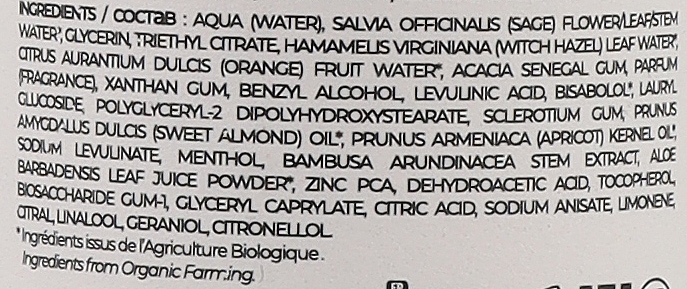 INGREDIENTS / СОСТАВ : AQUA (WATER), SALVIA OFFICINALIS (SAGE) FLOWER/LEAF/STEM
WATER*, GLYCERIN, TRIETHYL CITRATE, HAMAMELIS VIRGINIANA (WITCH HAZEL) LEAF WATER*,
CITRUS AURANTIUM DULCIS (ORANGE) FRUIT WATER*, ACACIA SENEGAL GUM, PARFUM
(FRAGRANCE), XANTHAN GUM, BENZYL ALCOHOL, LEVULINIC ACID, BISABOLOL*, LAURYL
GLUCOSIDE, POLYGLYCERYL-2 DIPOLYHYDROXYSTEARATE, SCLEROTIUM GUM, PRUNUS
AMYGDALUS DULCIS (SWEET ALMOND) OIL*, PRUNUS ARMENIACA (APRICOT) KERNEL OIL*,
SODIUM LEVULINATE, MENTHOL, BAMBUSA ARUNDINACEA STEM EXTRACT, ALOE
BARBADENSIS LEAF JUICE POWDER*, ZINC PCA, DEHYDROACETIC ACID, TOCOPHEROL,
BIOSACCHARIDE GUM-1, GLYCERYL CAPRYLATE, CITRIC ACID, SODIUM ANISATE, LIMONENE,
CITRAL, LINALOOL, GERANIOL, CITRONELLOL.
*Ingrédients issus de l'Agriculture Biologique.
Ingredients from Organic Farming.